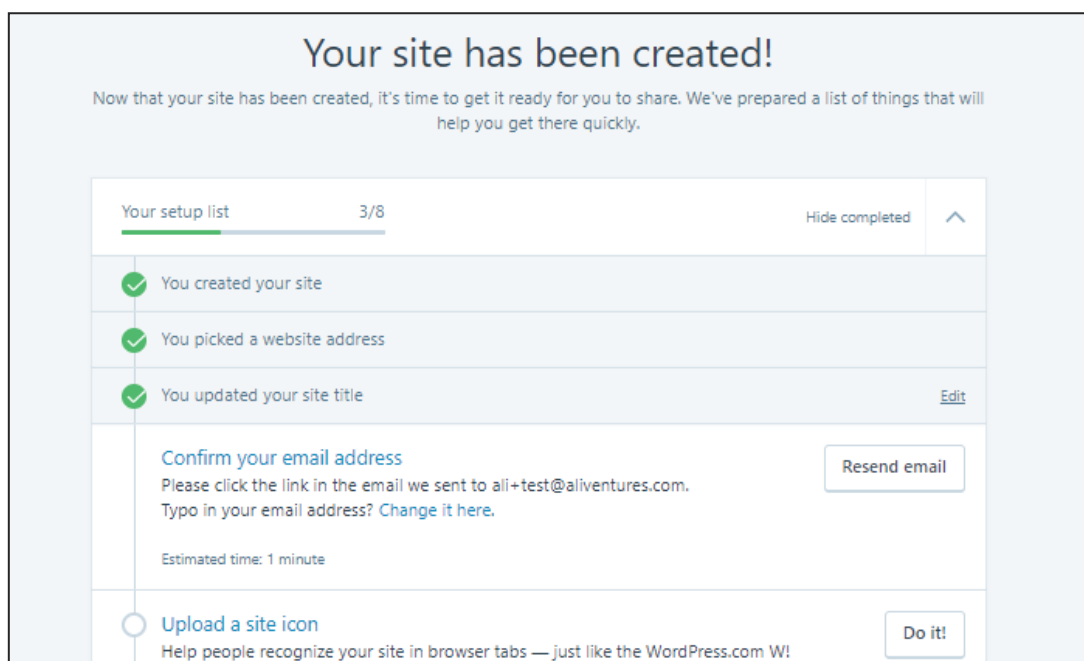 Your site has been created!
Now that your site has been created, it's time to get it ready for you to share. We've prepared a list of things that will
help you get there quickly.
Your setup list 3/8 Hide completed
You created your site
You picked a website address
You updated your site title Edit
Confirm your email address Resend email
Please click the link in the email we sent to ali+test@aliventures.com.
Typo in your email address? Change it here.
Estimated time: 1 minute
Upload a site icon Do it!
Help people recognize your site in browser tabs — just like the WordPress.com W!